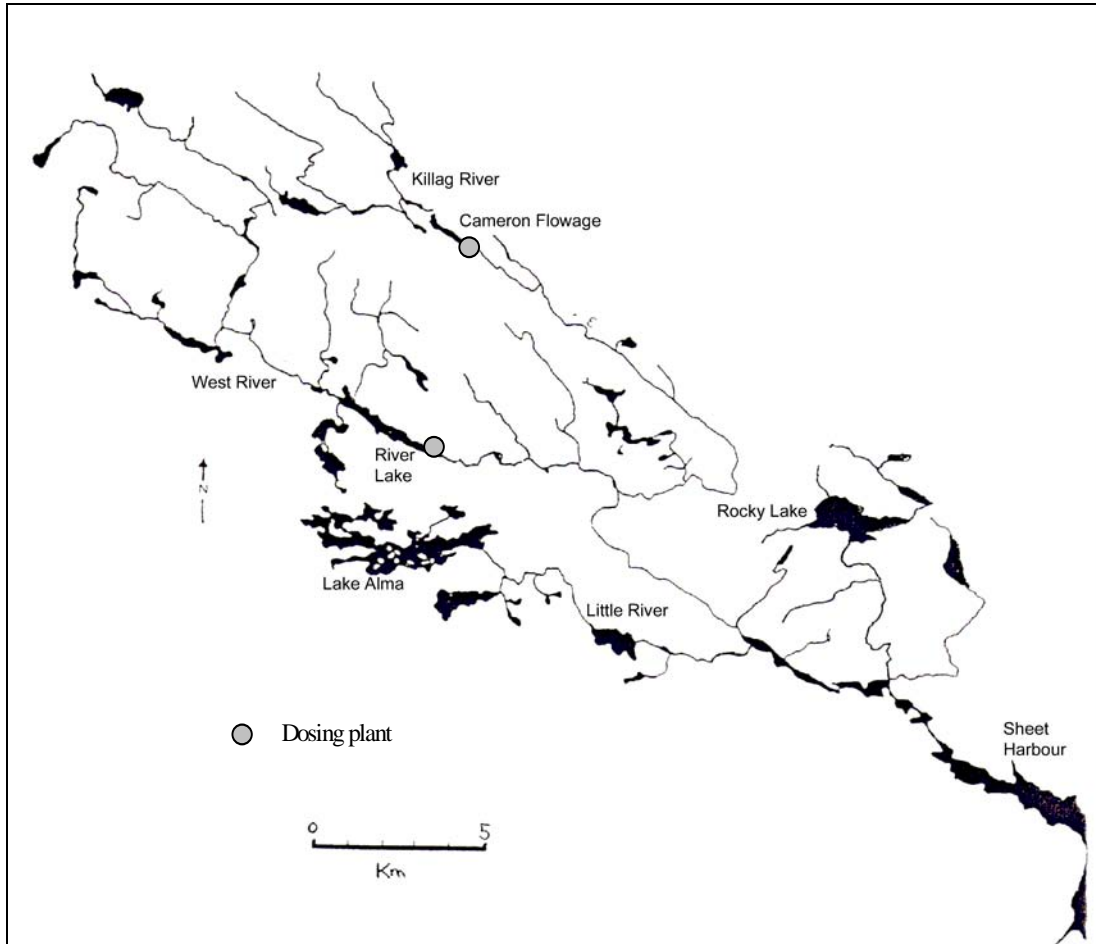 Killag River
Cameron Flowage
West River
River
Lake
N
Rocky Lake
Lake Alma
Little River
Dosing plant
Sheet
Harbour
0 5
Km